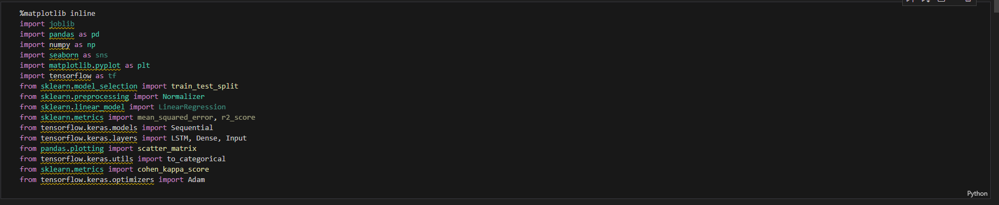 %matplotlib inline
import joblib
import pandas as pd
import numpy as np
import seaborn as sns
import matplotlib.pyplot as plt
import tensorflow as tf
from sklearn.model_selection import train_test_split
from sklearn.preprocessing import Normalizer
from sklearn.linear_model import LinearRegression
from sklearn.metrics import mean_squared_error, r2_score
from tensorflow.keras.models import Sequential
from tensorflow.keras.layers import LSTM, Dense, Input
from pandas.plotting import scatter_matrix
from tensorflow.keras.utils import to_categorical
from sklearn.metrics import cohen_kappa_score
from tensorflow.keras.optimizers import Adam
Python